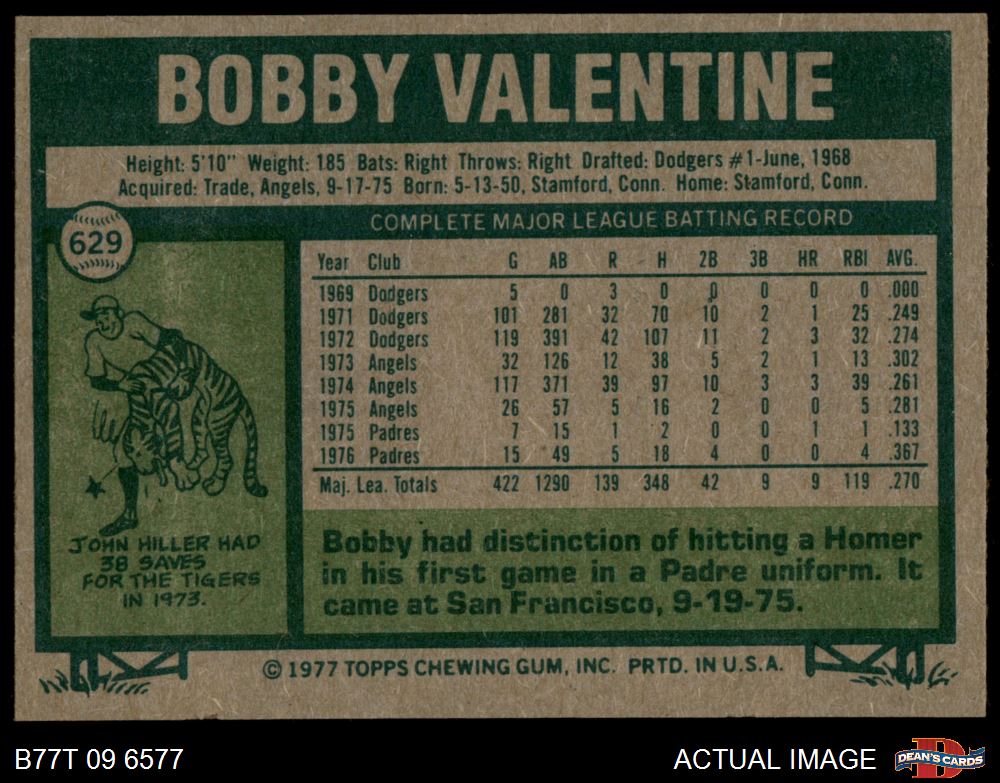 BOBBY VALENTINE
Height: 5'10" Weight: 185 Bats: Right Throws: Right Drafted: Dodgers #1-June, 1968
Acquired: Trade, Angels, 9-17-75 Born: 5-13-50, Stamford, Conn. Home: Stamford, Conn.
629
COMPLETE MAJOR LEAGUE BATTING RECORD
Year Club G AB R H 2B 3B HR RBI AVG.
1969 Dodgers 5 0 3 0 0 0 0 0 .000
1971 Dodgers 101 281 32 70 10 2 1 25 .249
1972 Dodgers 119 391 42 107 11 2 3 32 .274
1973 Angels 32 126 12 38 5 2 1 13 .302
1974 Angels 117 371 39 97 10 3 3 39 .261
1975 Angels 26 57 5 16 2 0 0 5 .281
1975 Padres 7 15 1 2 0 0 1 1 .133
1976 Padres 15 49 5 18 4 0 0 4 .367
Maj. Lea. Totals 422 1290 139 348 42 9 9 119 .270
JOHN HILLER HAD
38 SAVES
FOR THE TIGERS
IN 1973.
Bobby had distinction of hitting a Homer
in his first game in a Padre uniform. It
came at San Francisco, 9-19-75.
© 1977 TOPPS CHEWING GUM, INC. PRTD. IN U.S.A.
B77T 09 6577
ACTUAL IMAGE
D
DEAN'S CARDS